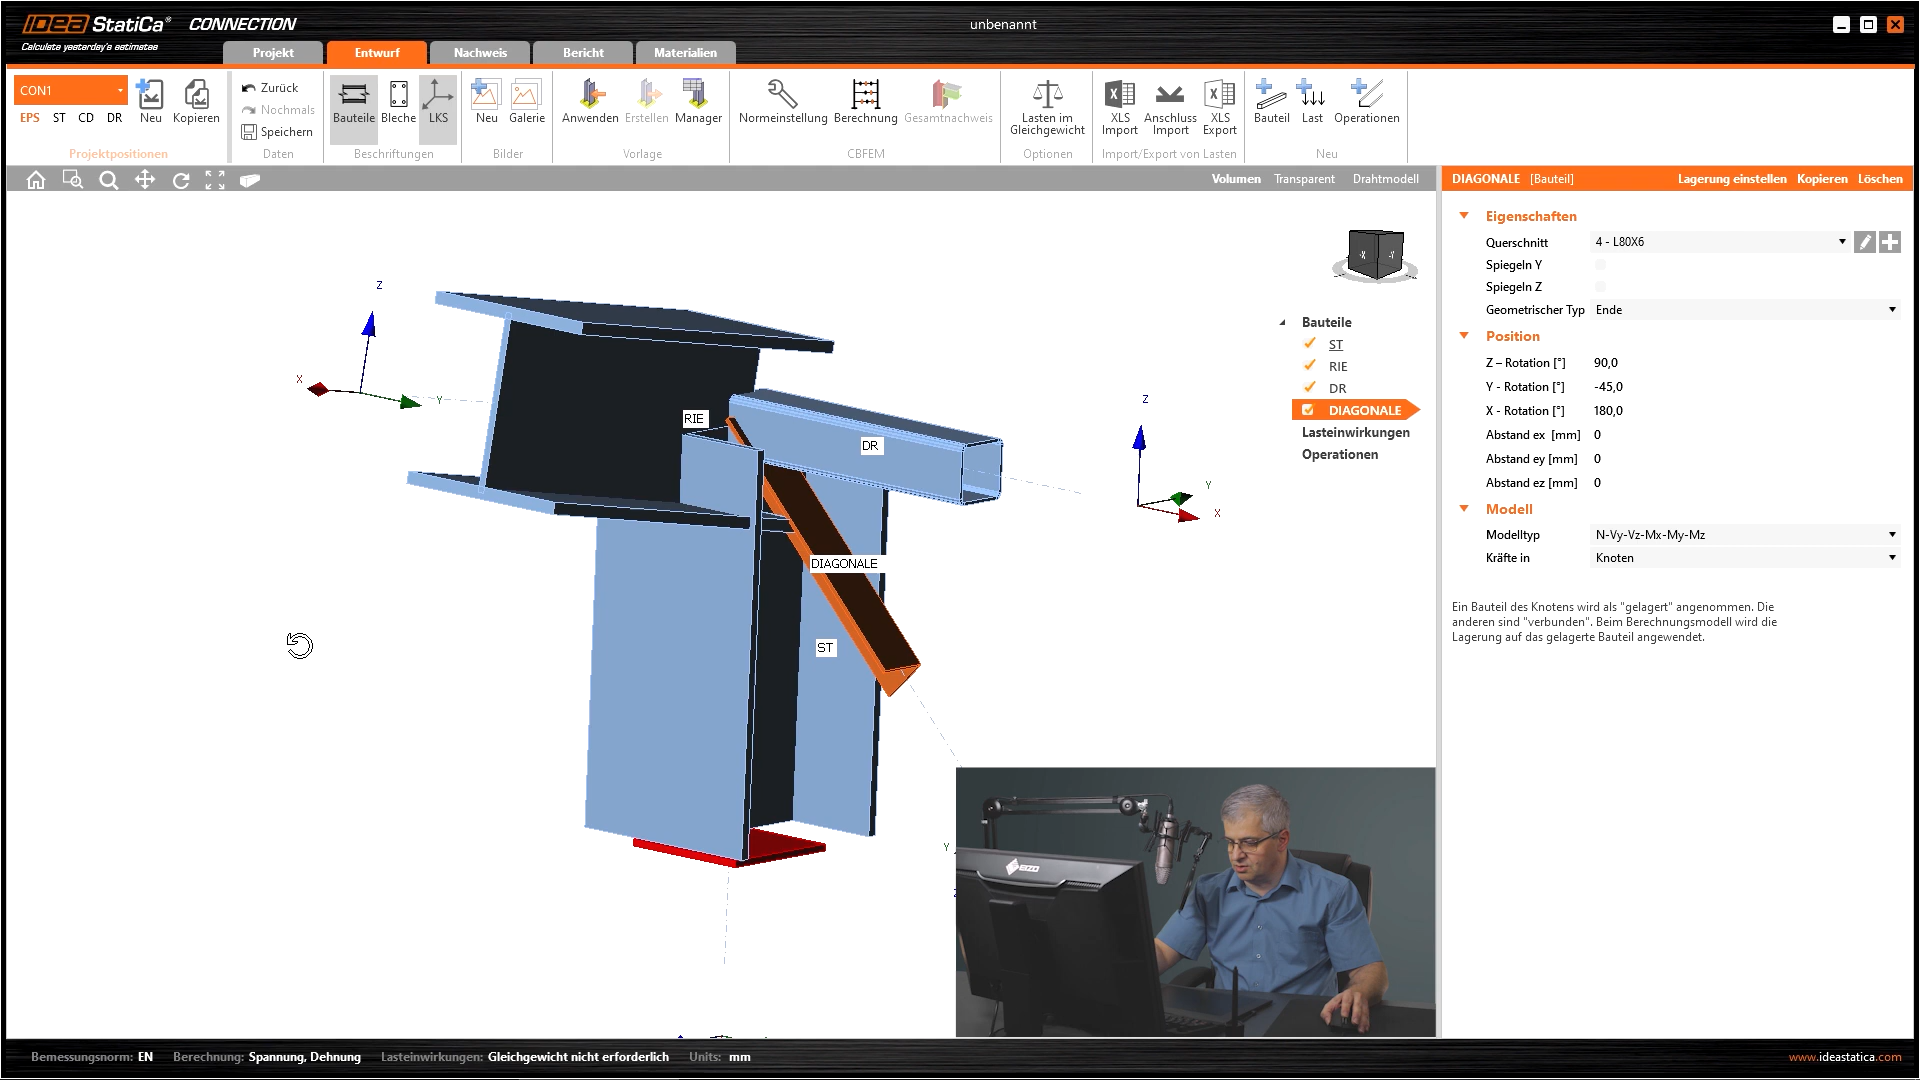 IDEA StatiCa® CONNECTION
Calculate yesterday's estimates
unbenannt
Projekt
Entwurf
Nachweis
Bericht
Materialien
CON1
EPS ST CD DR
Neu
Kopieren
Projektpositionen
Zurück
Nochmals
Speichern
Daten
Bauteile
Bleche
LKS
Beschriftungen
Neu
Galerie
Bilder
Anwenden
Erstellen
Manager
Vorlage
Normeinstellung
Berechnung
Gesamtnachweis
CBFEM
Lasten im
Gleichgewicht
Optionen
XLS
Import
Anschluss
Import
XLS
Export
Import/Export von Lasten
Bauteil
Last
Operationen
Neu
Volumen
Transparent
Drahtmodell
DIAGONALE [Bauteil]
Lagerung einstellen
Kopieren
Löschen
Eigenschaften
Querschnitt 4 - L80X6
Spiegeln Y
Spiegeln Z
Geometrischer Typ Ende
Position
Z – Rotation [°] 90,0
Y - Rotation [°] -45,0
X - Rotation [°] 180,0
Abstand ex [mm] 0
Abstand ey [mm] 0
Abstand ez [mm] 0
Modell
Modelltyp N-Vy-Vz-Mx-My-Mz
Kräfte in Knoten
Ein Bauteil des Knotens wird als "gelagert" angenommen. Die
anderen sind "verbunden". Beim Berechnungsmodell wird die
Lagerung auf das gelagerte Bauteil angewendet.
-X
-Y
Bauteile
ST
RIE
DR
DIAGONALE
Lasteinwirkungen
Operationen
Z
X
Y
RIE
DR
DIAGONALE
ST
Z
Y
X
Y
EIZO
Bemessungsnorm: EN Berechnung: Spannung, Dehnung Lasteinwirkungen: Gleichgewicht nicht erforderlich Units: mm
www.ideastatica.com